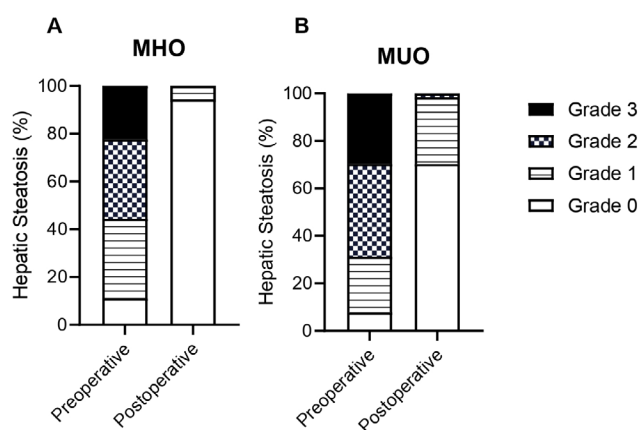 A
MHO
Hepatic Steatosis (%)
100
80
60
40
20
0
Preoperative
Postoperative
B
MUO
Hepatic Steatosis (%)
100
80
60
40
20
0
Preoperative
Postoperative
Grade 3
Grade 2
Grade 1
Grade 0